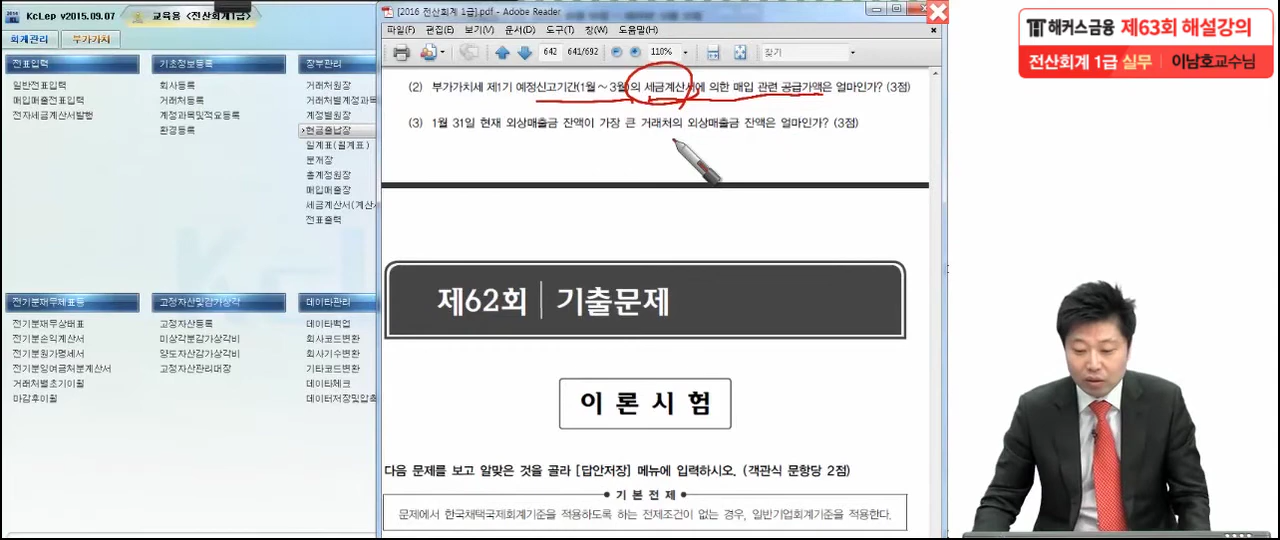 KcLep v2015.09.07
교육용 <전산회계1급>
회계관리
부가가치
전표입력
일반전표입력
매입매출전표입력
전자세금계산서발행
기초정보등록
회사등록
거래처등록
계정과목및적요등록
환경등록
장부관리
거래처원장
거래처별계정과목
계정별원장
현금출납장
일계표(월계표)
분개장
총계정원장
매입매출장
세금계산서(계산서
전표출력
전기분재무제표등
전기분재무상태표
전기분손익계산서
전기분원가명세서
전기분잉여금처분계산서
거래처별초기이월
마감후이월
고정자산및감가상각
고정자산등록
미상각분감가상각비
양도자산감가상각비
고정자산관리대장
데이타관리
데이타백업
회사코드변환
회사기수변환
기타코드변환
데이타체크
데이터저장및압축
[2016 전산회계 1급].pdf - Adobe Reader
파일(F) 편집(E) 보기(V) 문서(D) 도구(T) 창(W) 도움말(H)
642 641/692 110% 찾기
(2) 부가가치세 제1기 예정신고기간(1월~3월)의 세금계산서에 의한 매입 관련 공급가액은 얼마인가? (3점)
(3) 1월 31일 현재 외상매출금 잔액이 가장 큰 거래처의 외상매출금 잔액은 얼마인가? (3점)
제62회 기출문제
이 론 시 험
다음 문제를 보고 알맞은 것을 골라 [답안저장] 메뉴에 입력하시오. (객관식 문항당 2점)
● 기 본 전 제 ●
문제에서 한국채택국제회계기준을 적용하도록 하는 전제조건이 없는 경우, 일반기업회계기준을 적용한다.
해커스금융 제63회 해설강의
전산회계 1급 실무 이남호교수님